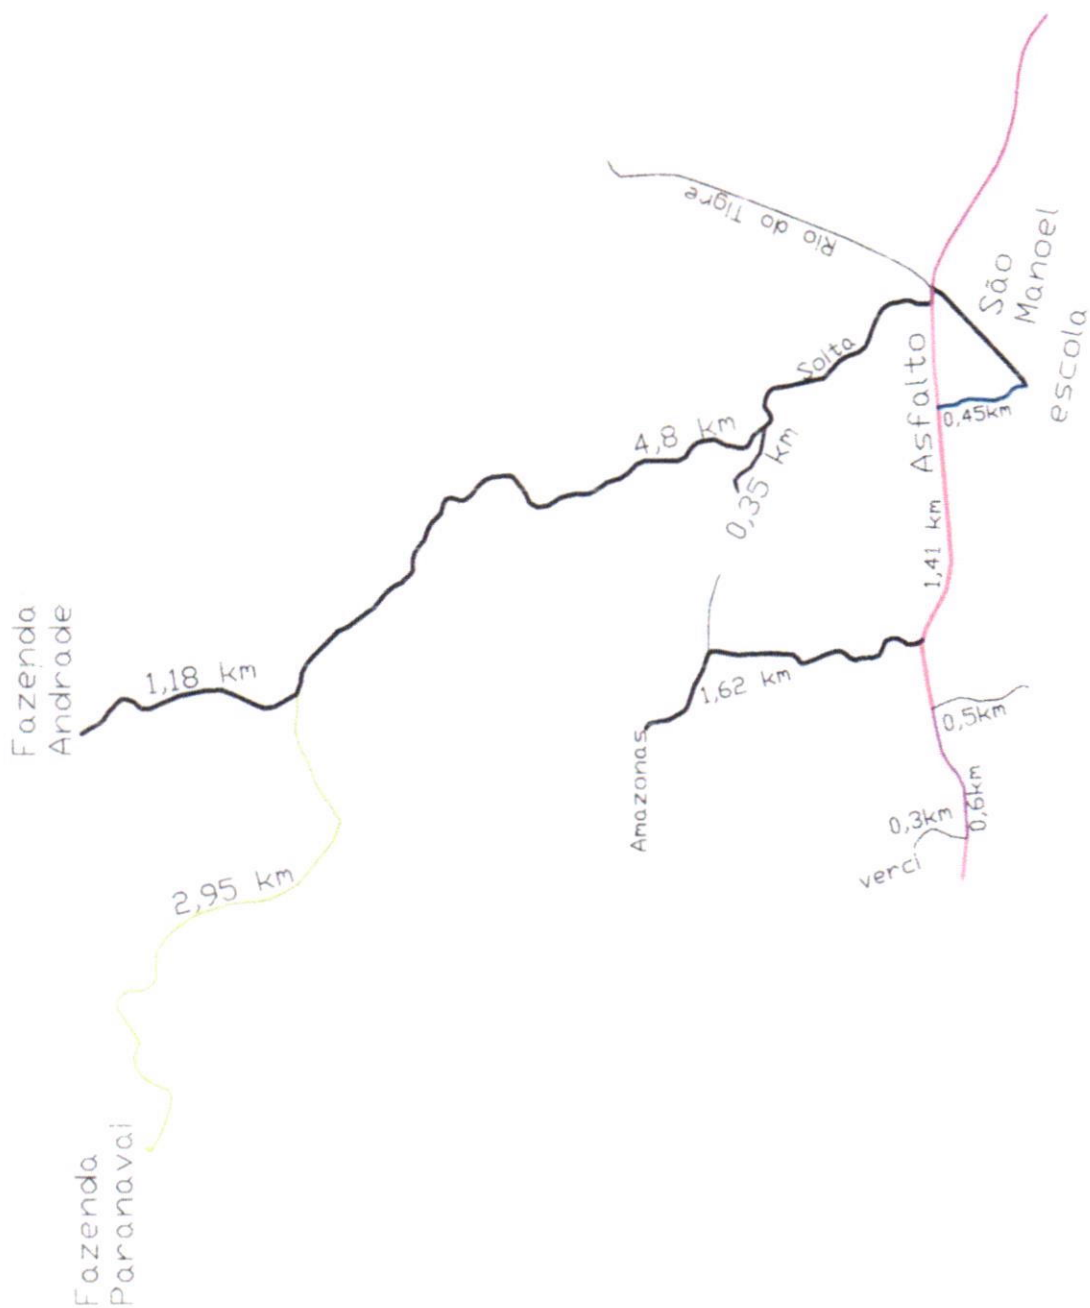 Fazenda
Andrade
1,18 km
2,95 km
Fazenda
Paranavai
4,8 km
0,35 km
Solta
Rio do Tigre
São
Manoel
escola
Asfalto
0,45km
1,41 km
1,62 km
Amazonas
0,5km
0,6km
0,3km
verci